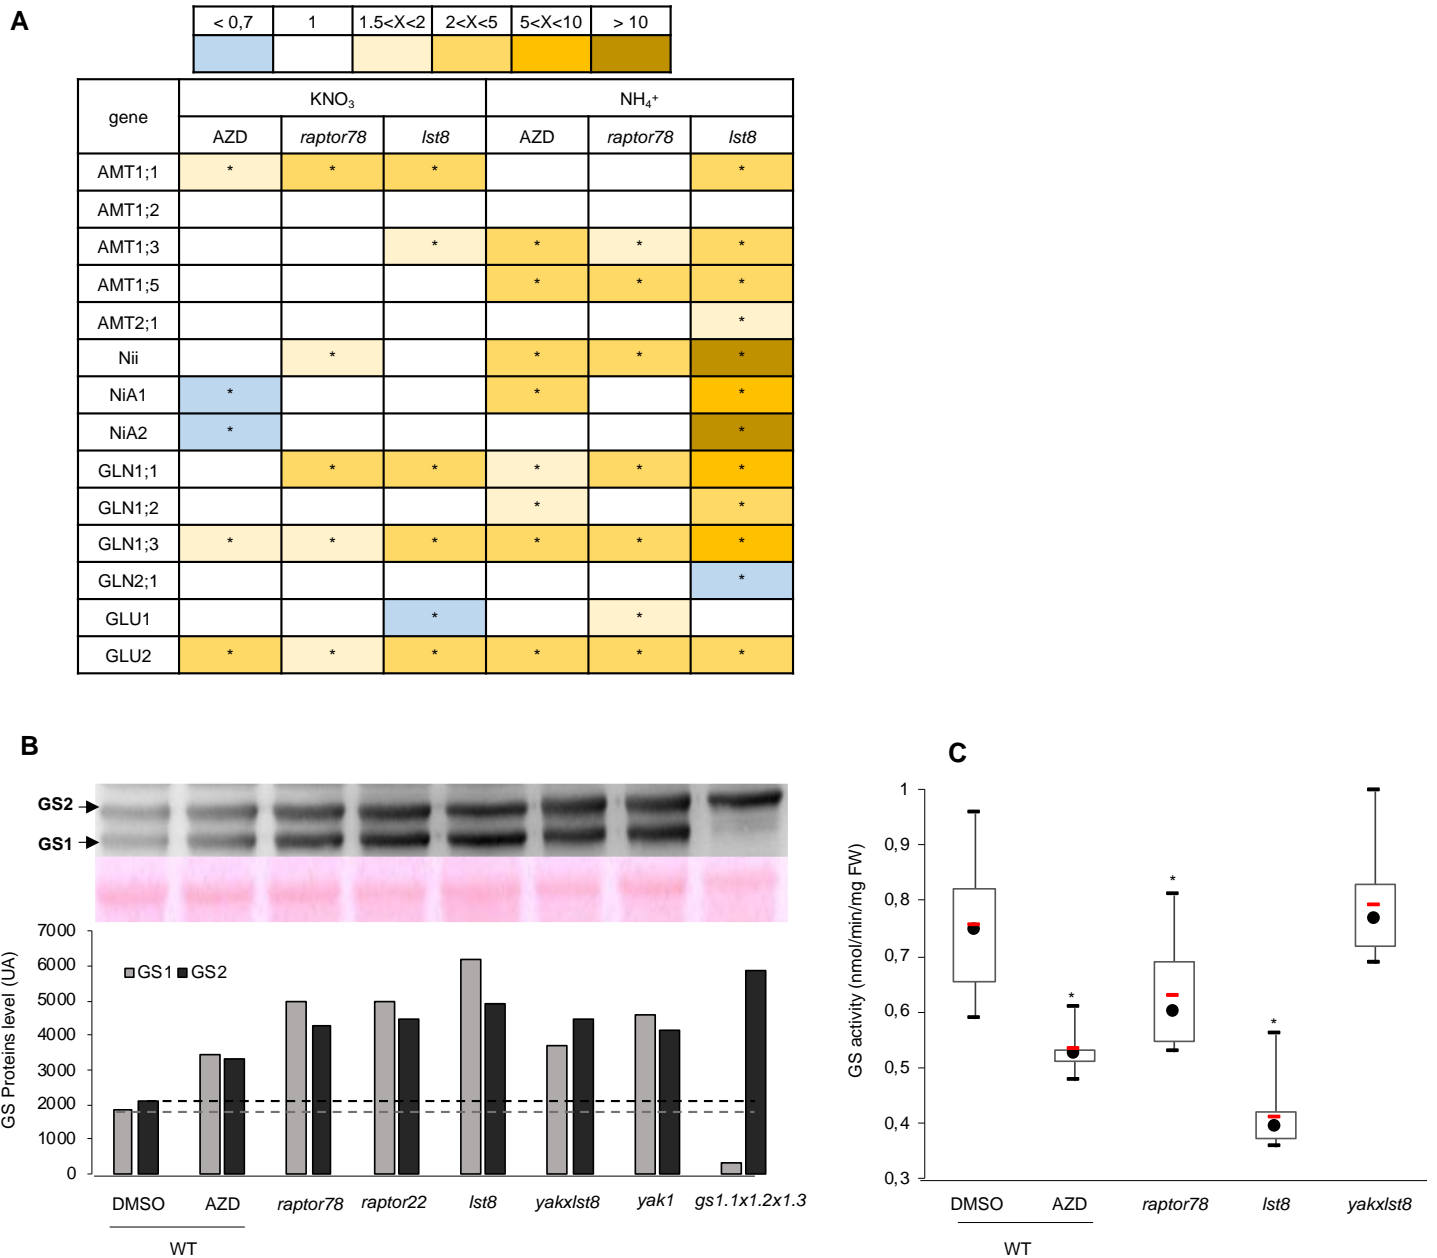 A
< 0,7 1 1.5<X<2 2<X<5 5<X<10 > 10
gene KNO₃ NH₄⁺
AZD raptor78 lst8 AZD raptor78 lst8
AMT1;1 * * * *
AMT1;2
AMT1;3 * * * *
AMT1;5 * * *
AMT2;1 *
Nii * * * *
NiA1 * * *
NiA2 * *
GLN1;1 * * * * *
GLN1;2 * *
GLN1;3 * * * * * *
GLN2;1 *
GLU1 * *
GLU2 * * * * * *
B
GS2
GS1
GS Proteins level (UA)
7000
6000
5000
4000
3000
2000
1000
0
GS1 GS2
DMSO AZD raptor78 raptor22 lst8 yakxlst8 yak1 gs1.1x1.2x1.3
WT
C
GS activity (nmol/min/mg FW)
1
0,9
0,8
0,7
0,6
0,5
0,4
0,3
* * *
DMSO AZD raptor78 lst8 yakxlst8
WT